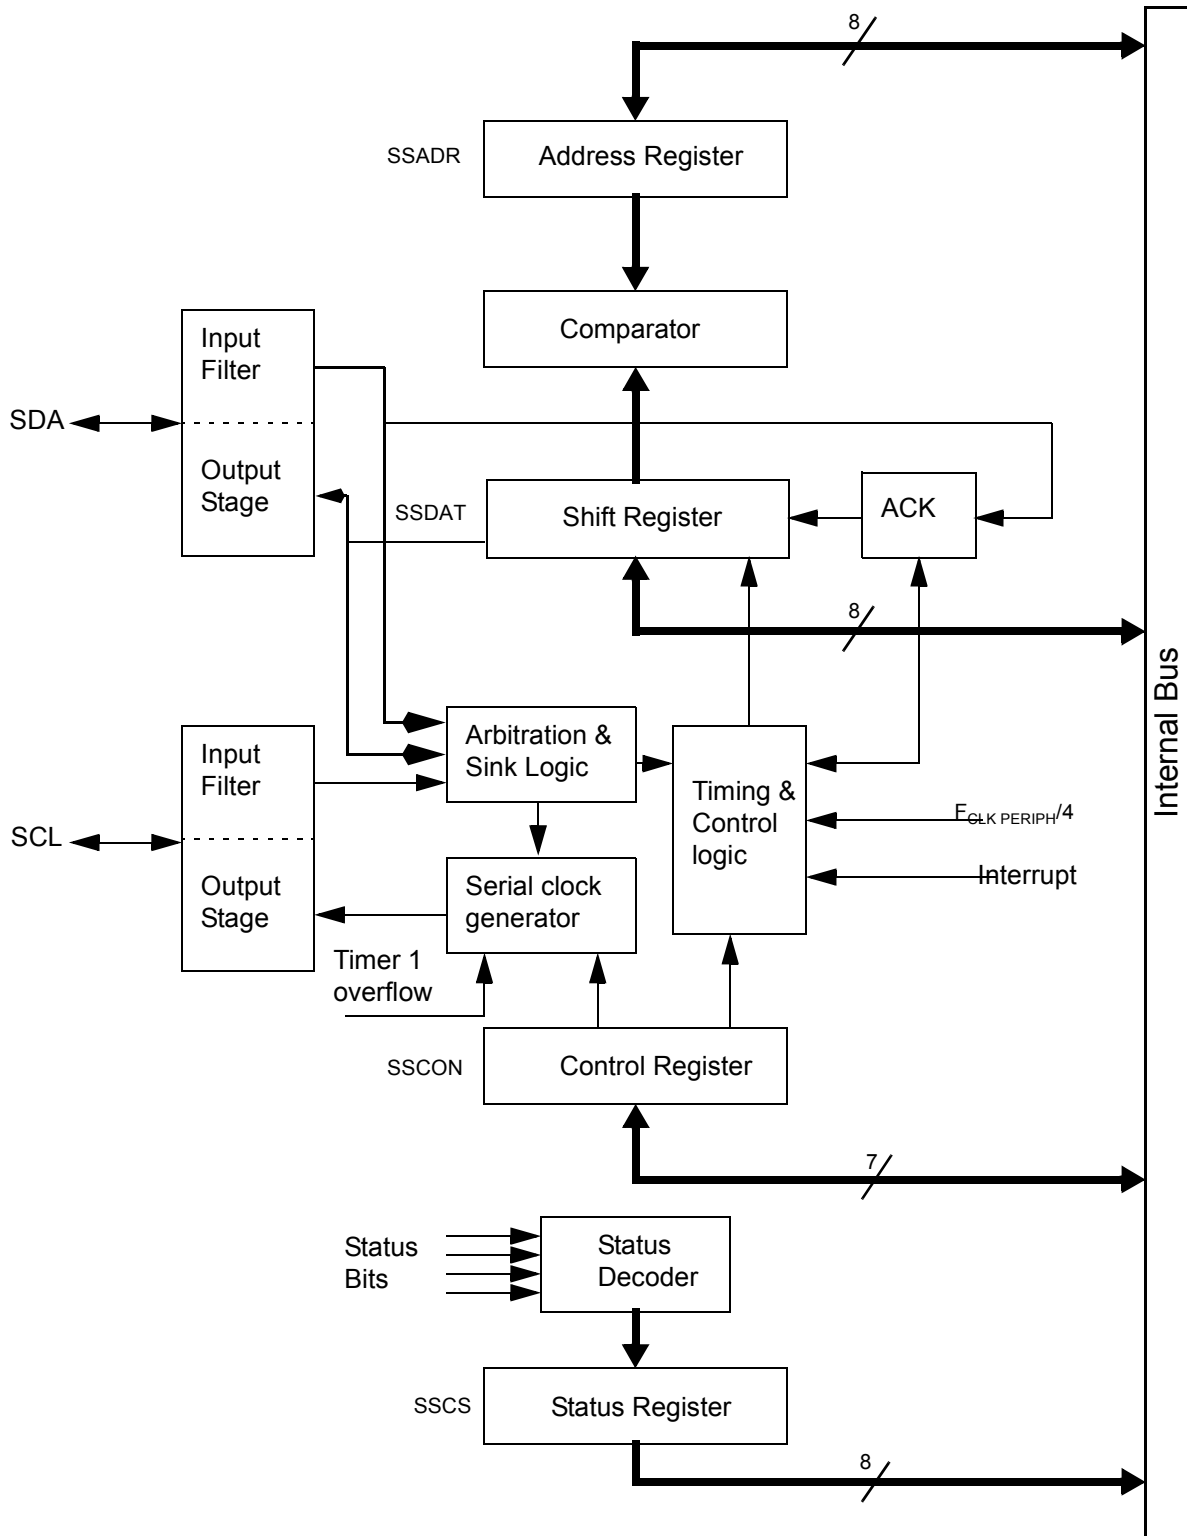 8
SSADR
Address Register
Comparator
Input
Filter
SDA
Output
Stage
SSDAT
Shift Register
ACK
8
Internal Bus
Input
Filter
Arbitration &
Sink Logic
Timing &
Control
logic
FCLK PERIPH/4
SCL
Interrupt
Output
Stage
Serial clock
generator
Timer 1
overflow
SSCON
Control Register
7
Status
Bits
Status
Decoder
SSCS
Status Register
8